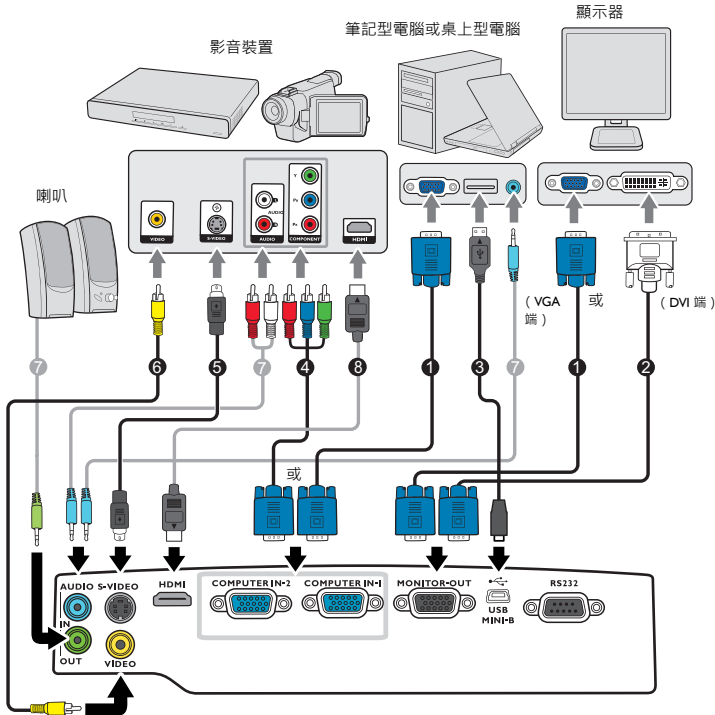 顯示器
筆記型電腦或桌上型電腦
影音裝置
喇叭
VIDEO
S-VIDEO
AUDIO
AUDIO
Y
PB
PR
COMPONENT
HDMI
(VGA
端)
或
(DVI 端)
7
6
5
7
4
8
1
3
7
1
2
或
AUDIO
S-VIDEO
HDMI
COMPUTER IN-2
COMPUTER IN-1
MONITOR-OUT
USB
MINI-B
RS232
IN
OUT
VIDEO